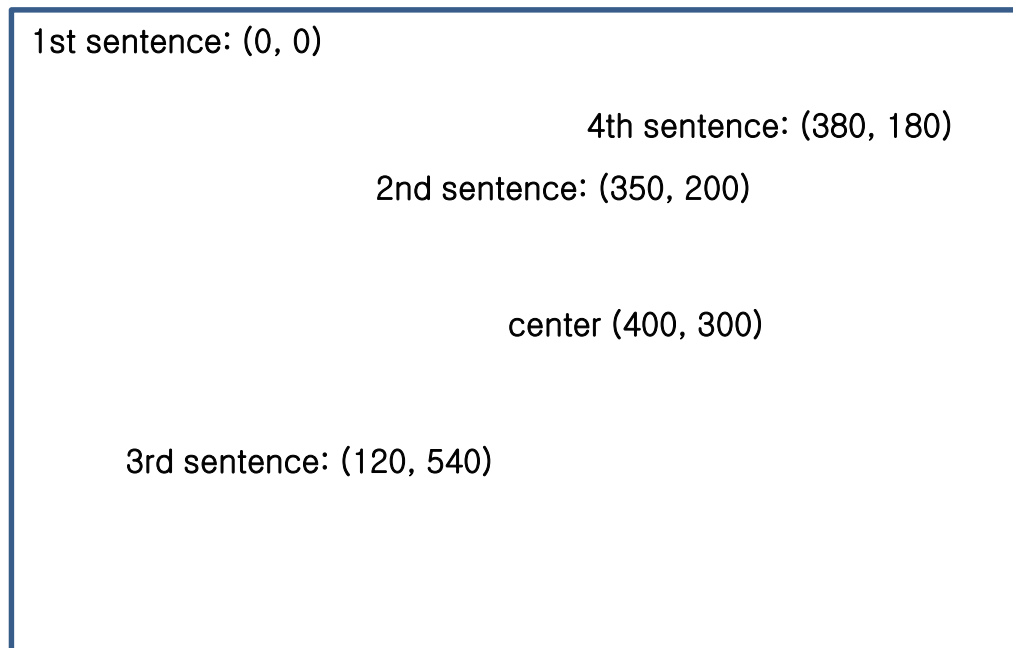 1st sentence: (0, 0)
4th sentence: (380, 180)
2nd sentence: (350, 200)
center (400, 300)
3rd sentence: (120, 540)